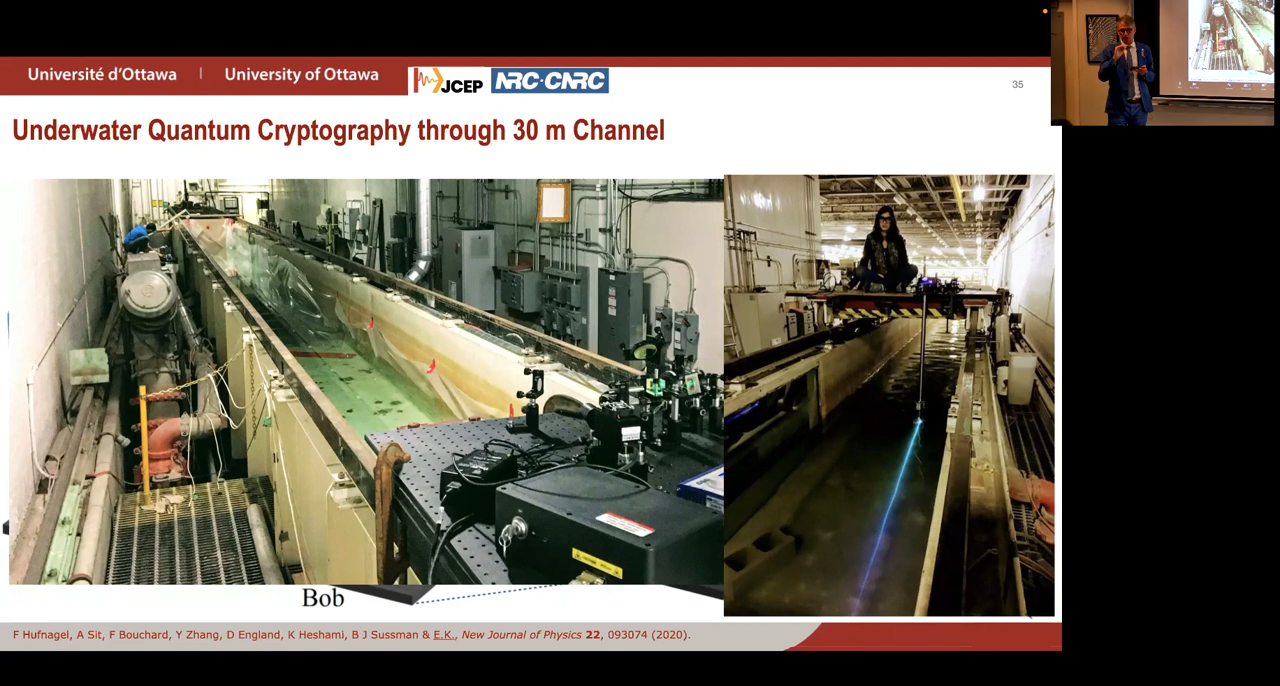 Université d'Ottawa | University of Ottawa
JCEP
NRC·CNRC
35
Underwater Quantum Cryptography through 30 m Channel
Bob
F Hufnagel, A Sit, F Bouchard, Y Zhang, D England, K Heshami, B J Sussman & E.K., New Journal of Physics 22, 093074 (2020).